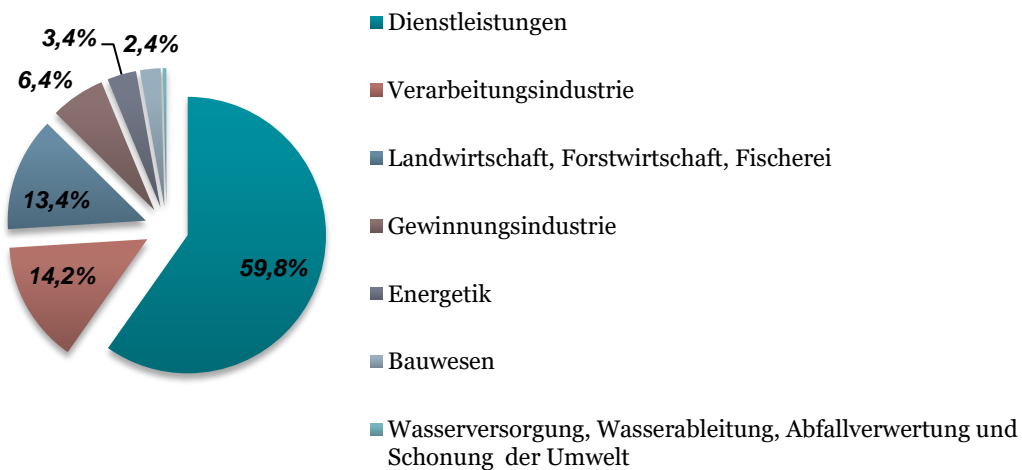 3,4%
2,4%
6,4%
13,4%
14,2%
59,8%
Dienstleistungen
Verarbeitungsindustrie
Landwirtschaft, Forstwirtschaft, Fischerei
Gewinnungsindustrie
Energetik
Bauwesen
Wasserversorgung, Wasserableitung, Abfallverwertung und
Schonung der Umwelt